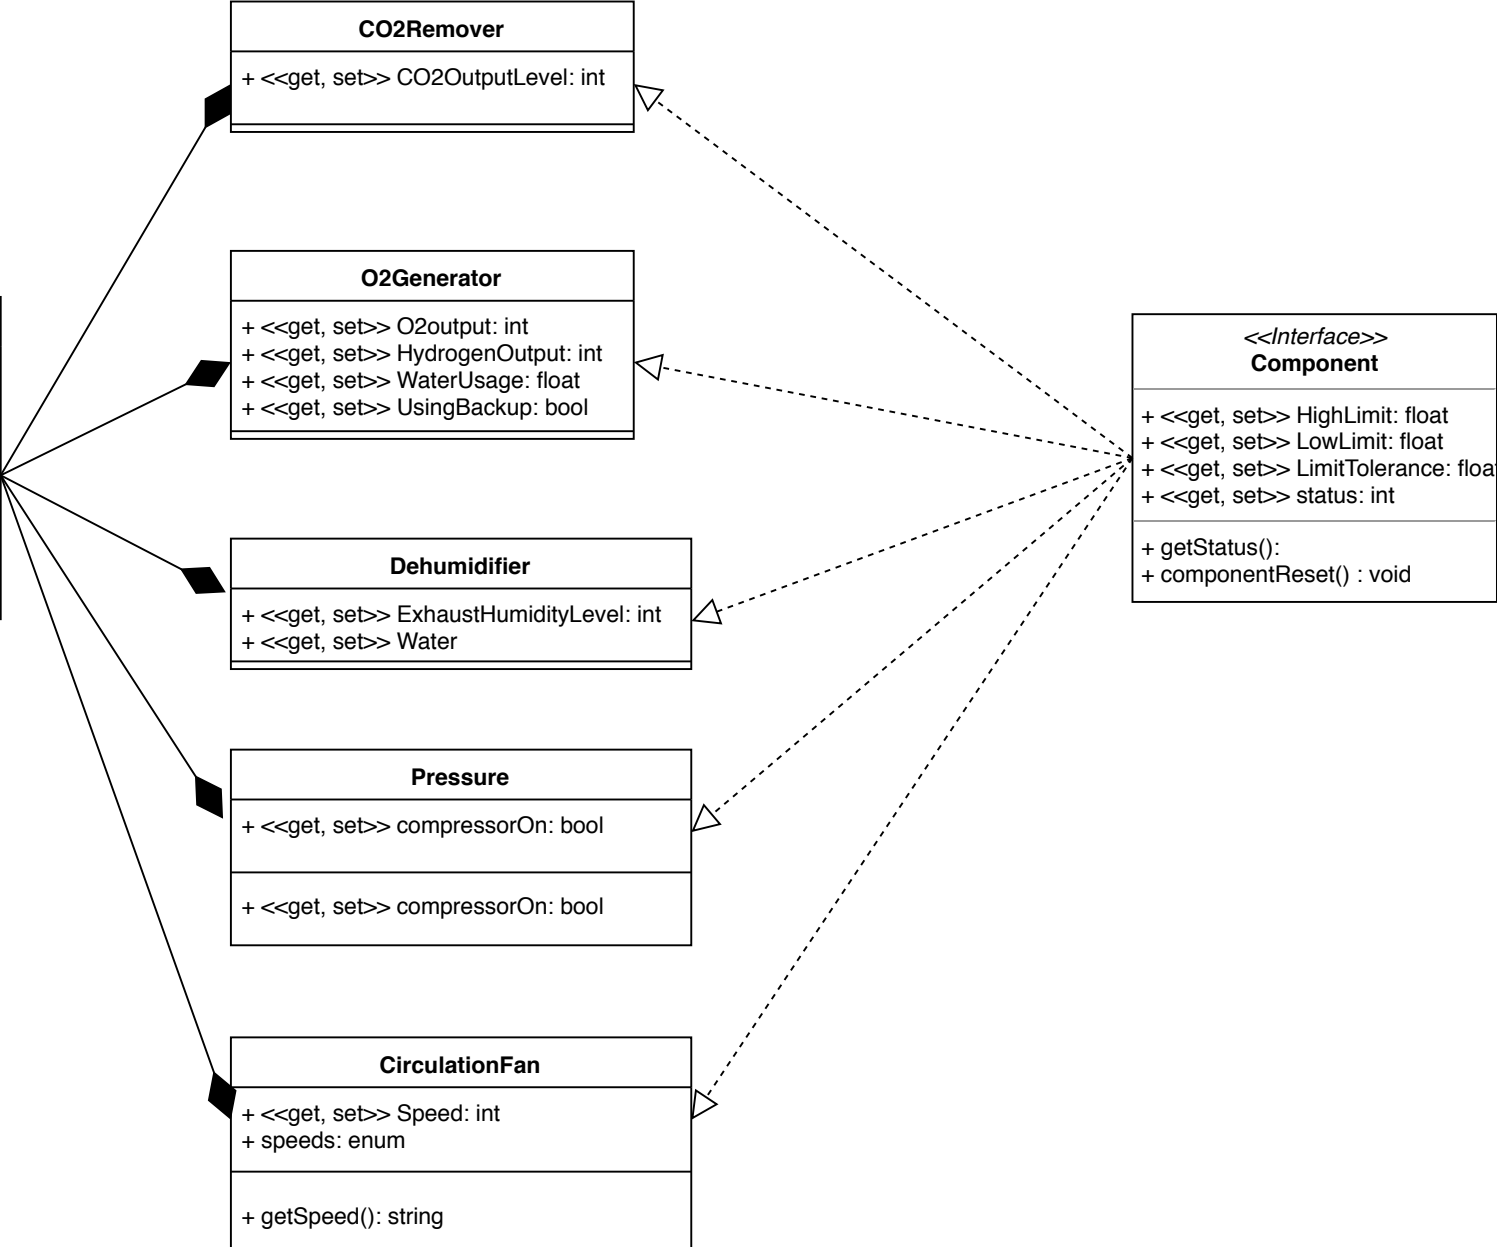 CO2Remover
+ <<get, set>> CO2OutputLevel: int
O2Generator
+ <<get, set>> O2output: int
+ <<get, set>> HydrogenOutput: int
+ <<get, set>> WaterUsage: float
+ <<get, set>> UsingBackup: bool
Dehumidifier
+ <<get, set>> ExhaustHumidityLevel: int
+ <<get, set>> Water
Pressure
+ <<get, set>> compressorOn: bool
+ <<get, set>> compressorOn: bool
CirculationFan
+ <<get, set>> Speed: int
+ speeds: enum
+ getSpeed(): string
<<Interface>>
Component
+ <<get, set>> HighLimit: float
+ <<get, set>> LowLimit: float
+ <<get, set>> LimitTolerance: float
+ <<get, set>> status: int
+ getStatus():
+ componentReset() : void